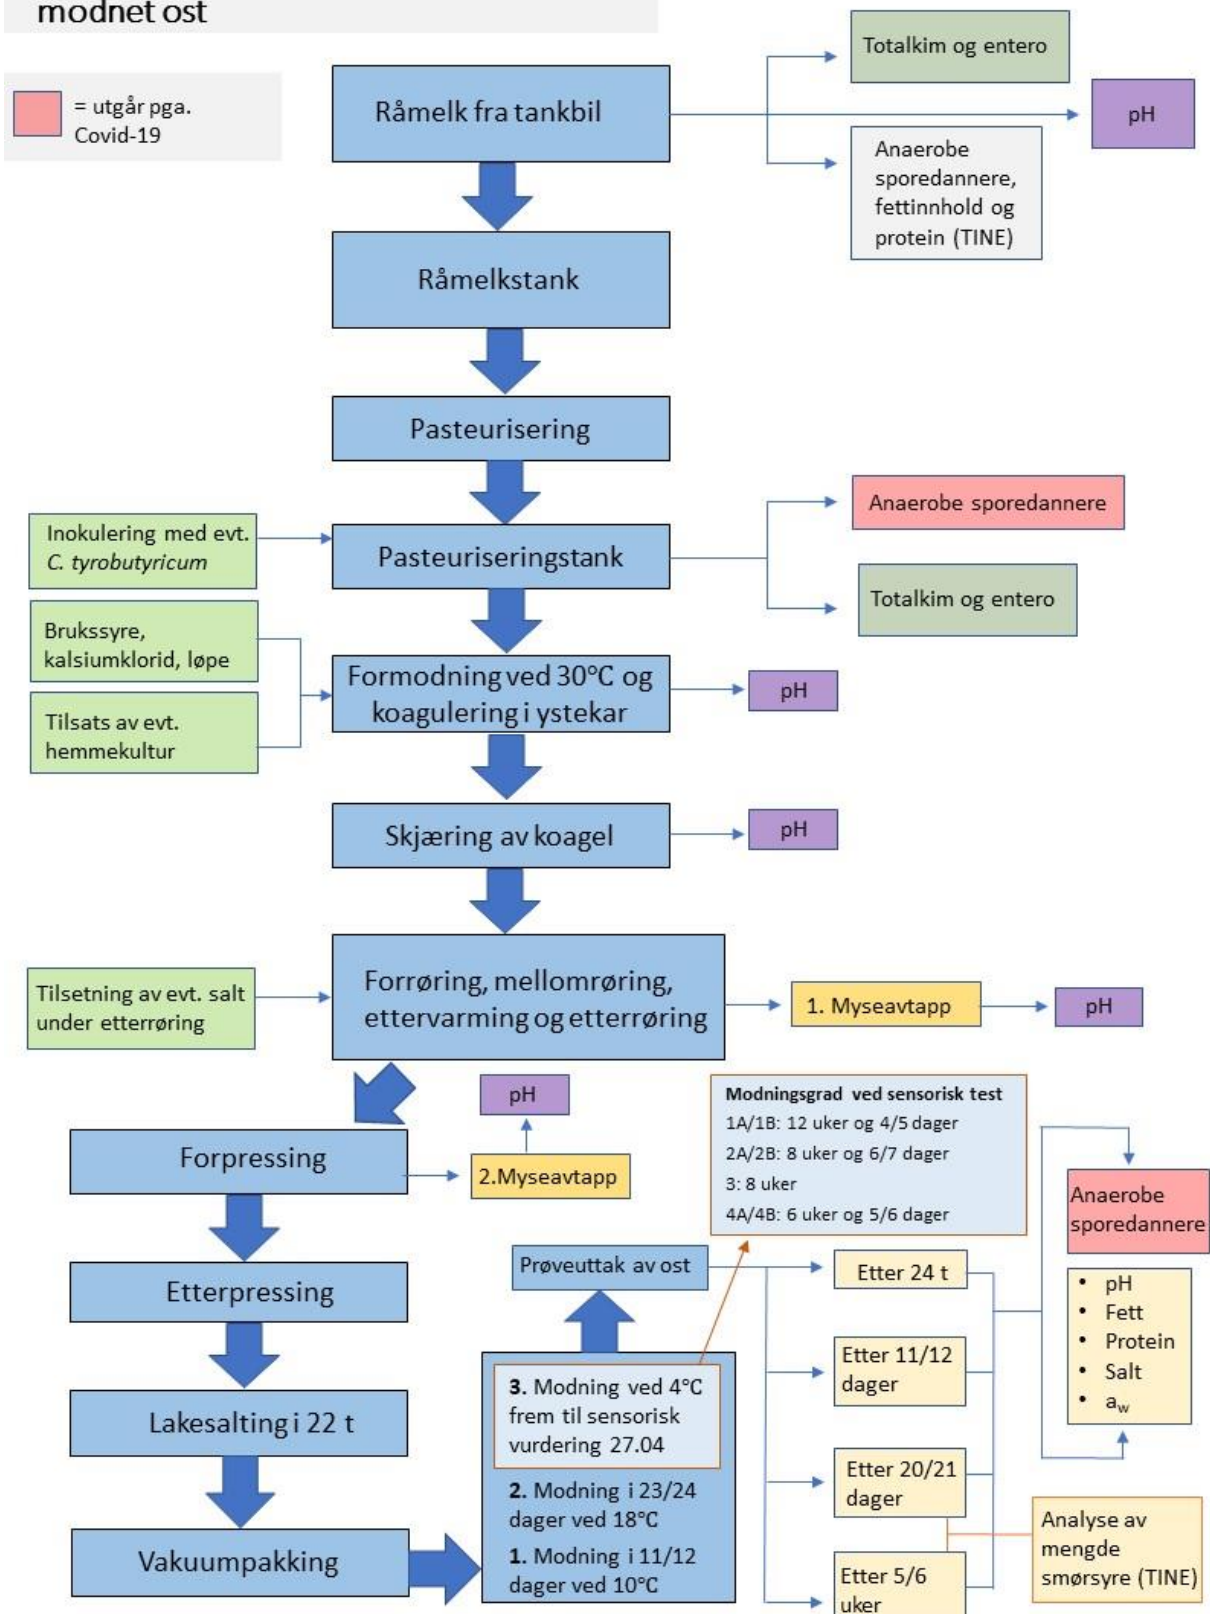 modnet ost
= utgår pga.
Covid-19
Råmelk fra tankbil
Totalkim og entero
pH
Anaerobe
sporedannere,
fettinnhold og
protein (TINE)
Råmelkstank
Pasteurisering
Inokulering med evt.
C. tyrobutyricum
Pasteuriseringstank
Anaerobe sporedannere
Totalkim og entero
Brukssyre,
kalsiumklorid, løpe
Tilsats av evt.
hemmekultur
Formodning ved 30°C og
koagulering i ystekar
pH
Skjæring av koagel
pH
Tilsetning av evt. salt
under etterrøring
Forrøring, mellomrøring,
ettervarming og etterrøring
1. Myseavtapp
pH
Forpressing
pH
2.Myseavtapp
Modningsgrad ved sensorisk test
1A/1B: 12 uker og 4/5 dager
2A/2B: 8 uker og 6/7 dager
3: 8 uker
4A/4B: 6 uker og 5/6 dager
Etterpressing
Lakesalting i 22 t
Vakuumpakking
3. Modning ved 4°C
frem til sensorisk
vurdering 27.04
2. Modning i 23/24
dager ved 18°C
1. Modning i 11/12
dager ved 10°C
Prøveuttak av ost
Etter 24 t
Etter 11/12
dager
Etter 20/21
dager
Etter 5/6
uker
Anaerobe
sporedannere
• pH
• Fett
• Protein
• Salt
• aw
Analyse av
mengde
smørsyre (TINE)